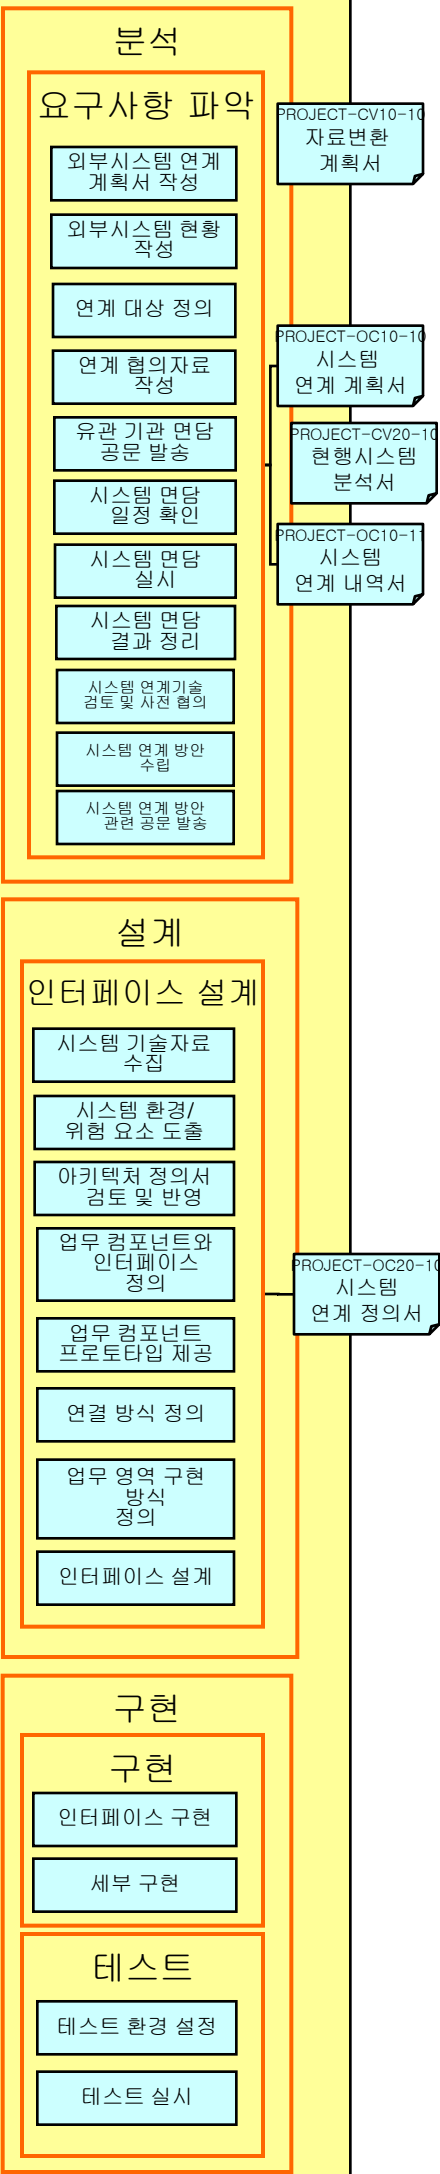 분석
요구사항 파악
외부시스템 연계
계획서 작성
외부시스템 현황
작성
연계 대상 정의
연계 협의자료
작성
유관 기관 면담
공문 발송
시스템 면담
일정 확인
시스템 면담
실시
시스템 면담
결과 정리
시스템 연계기술
검토 및 사전 협의
시스템 연계 방안
수립
시스템 연계 방안
관련 공문 발송
PROJECT-CV10-10
자료변환
계획서
PROJECT-OC10-10
시스템
연계 계획서
PROJECT-CV20-10
현행시스템
분석서
PROJECT-OC10-11
시스템
연계 내역서
설계
인터페이스 설계
시스템 기술자료
수집
시스템 환경/
위험 요소 도출
아키텍처 정의서
검토 및 반영
업무 컴포넌트와
인터페이스
정의
업무 컴포넌트
프로토타입 제공
연결 방식 정의
업무 영역 구현
방식
정의
인터페이스 설계
PROJECT-OC20-10
시스템
연계 정의서
구현
구현
인터페이스 구현
세부 구현
테스트
테스트 환경 설정
테스트 실시